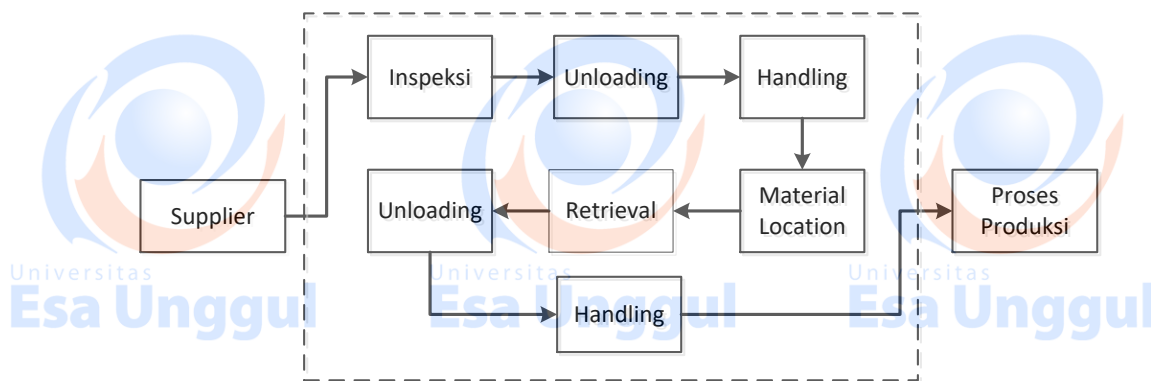 Inspeksi
Unloading
Handling
Supplier
Unloading
Retrieval
Material
Location
Proses
Produksi
Handling
Universitas
Esa Unggul
Universitas
Esa Unggul
Universitas
Esa Unggul